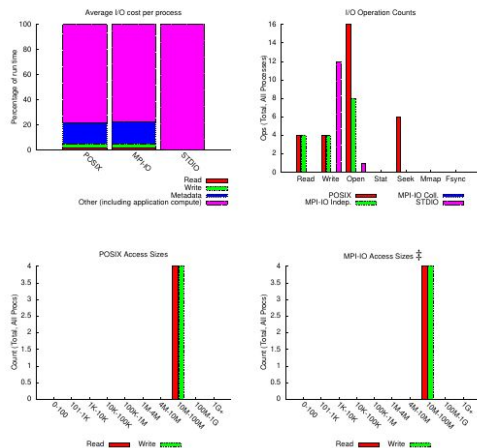 Average I/O cost per process
Percentage of run time
100
80
60
40
20
0
POSIX
MPI-IO
STDIO
Read
Write
Metadata
Other (including application compute)
I/O Operation Counts
Ops (Total, All Processes)
16
14
12
10
8
6
4
2
0
Read Write Open Stat Seek Mmap Fsync
POSIX MPI-IO Coll.
MPI-IO Indep. STDIO
POSIX Access Sizes
Count (Total, All Procs)
4
3.5
3
2.5
2
1.5
1
0.5
0
0-100
101-1K
1K-10K
10K-100K
100K-1M
1M-4M
4M-10M
10M-100M
100M-1G
1G+
Read Write
MPI-IO Access Sizes ‡
Count (Total, All Procs)
4
3.5
3
2.5
2
1.5
1
0.5
0
0-100
101-1K
1K-10K
10K-100K
100K-1M
1M-4M
4M-10M
10M-100M
100M-1G
1G+
Read Write